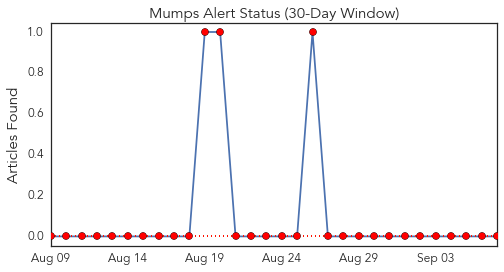 Mumps Alert Status (30-Day Window)
Articles Found
1.0
0.8
0.6
0.4
0.2
0.0
Aug 09 Aug 14 Aug 19 Aug 24 Aug 29 Sep 03